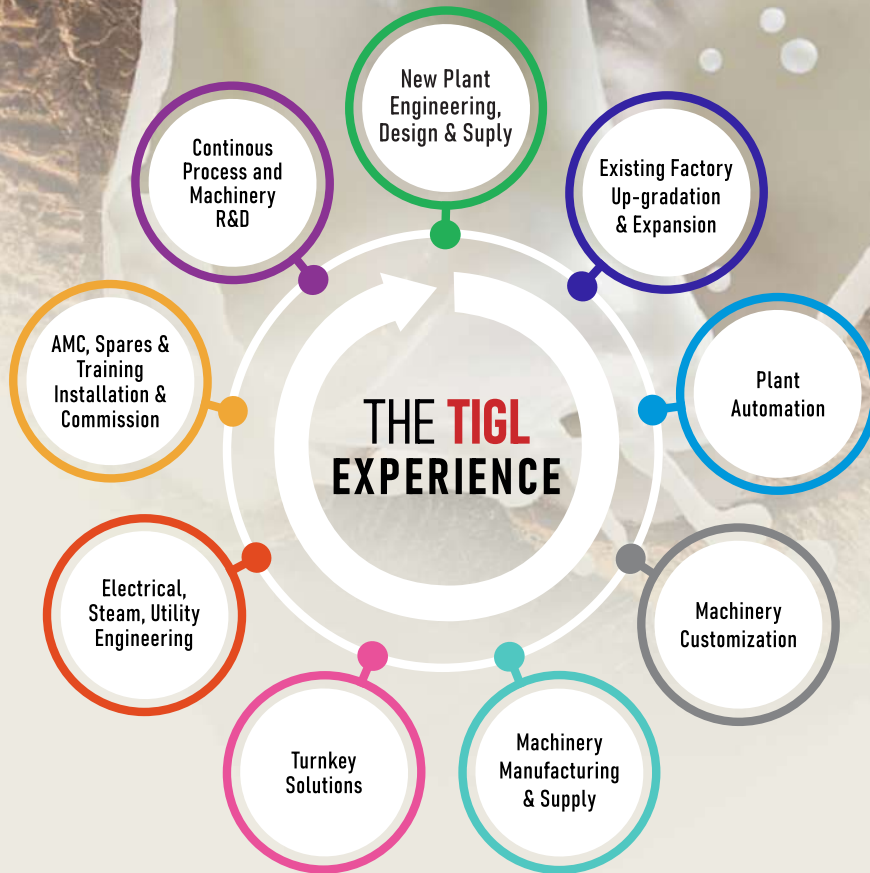 New Plant
Engineering,
Design & Suply
Existing Factory
Up-gradation
& Expansion
Plant
Automation
Machinery
Customization
Machinery
Manufacturing
& Supply
Turnkey
Solutions
Electrical,
Steam, Utility
Engineering
AMC, Spares &
Training
Installation &
Commission
Continous
Process and
Machinery
R&D
THE TIGL
EXPERIENCE